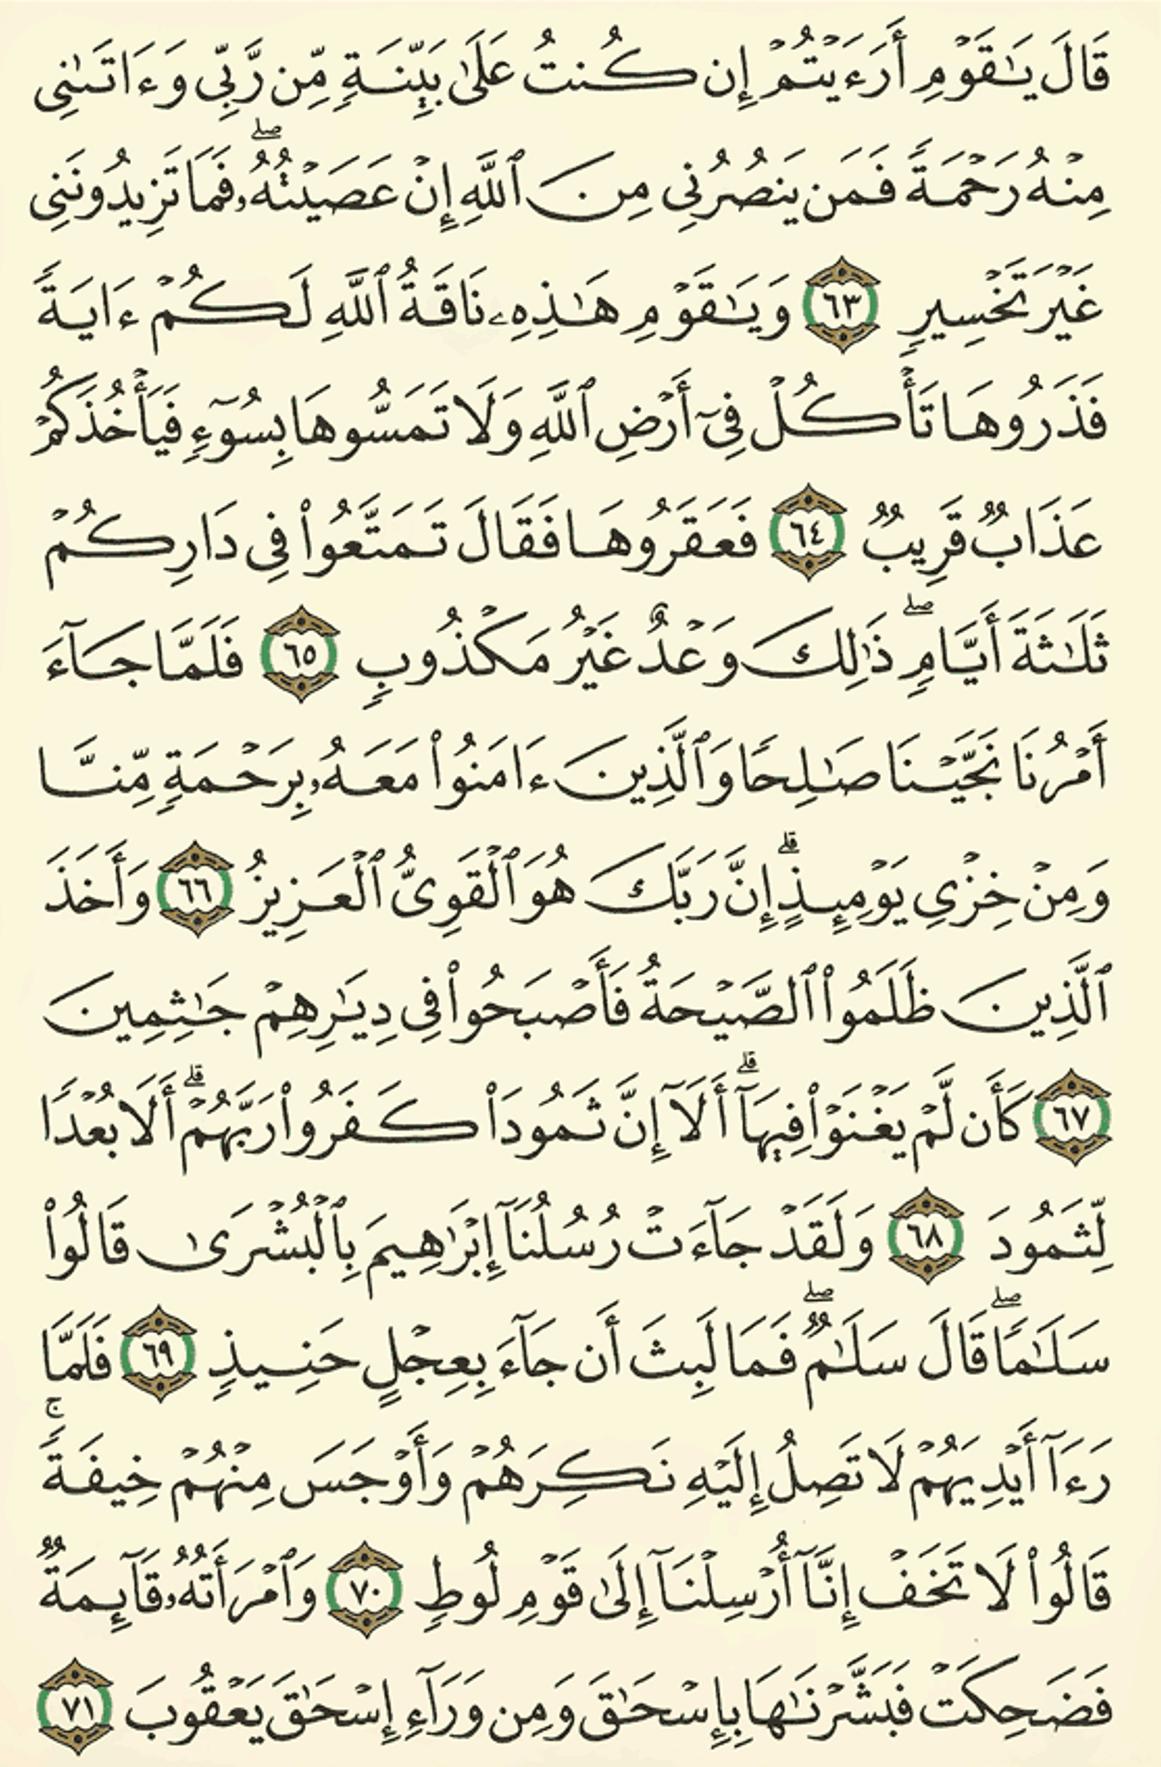 قَالَ يَـٰقَوْمِ أَرَءَيْتُمْ إِن كُنتُ عَلَىٰ بَيِّنَةٍ مِّن رَّبِّى وَءَاتَىٰنِى
مِنْهُ رَحْمَةً فَمَن يَنصُرُنِى مِنَ ٱللَّهِ إِنْ عَصَيْتُهُۥ ۖ فَمَا تَزِيدُونَنِى
غَيْرَ تَخْسِيرٍ ٦٣ وَيَـٰقَوْمِ هَـٰذِهِۦ نَاقَةُ ٱللَّهِ لَكُمْ ءَايَةً
فَذَرُوهَا تَأْكُلْ فِىٓ أَرْضِ ٱللَّهِ وَلَا تَمَسُّوهَا بِسُوٓءٍ فَيَأْخُذَكُمْ
عَذَابٌ قَرِيبٌ ٦٤ فَعَقَرُوهَا فَقَالَ تَمَتَّعُوا۟ فِى دَارِكُمْ
ثَلَـٰثَةَ أَيَّامٍ ۖ ذَٰلِكَ وَعْدٌ غَيْرُ مَكْذُوبٍ ٦٥ فَلَمَّا جَآءَ
أَمْرُنَا نَجَّيْنَا صَـٰلِحًا وَٱلَّذِينَ ءَامَنُوا۟ مَعَهُۥ بِرَحْمَةٍ مِّنَّا
وَمِنْ خِزْىِ يَوْمِئِذٍ ۗ إِنَّ رَبَّكَ هُوَ ٱلْقَوِىُّ ٱلْعَزِيزُ ٦٦ وَأَخَذَ
ٱلَّذِينَ ظَلَمُوا۟ ٱلصَّيْحَةُ فَأَصْبَحُوا۟ فِى دِيَـٰرِهِمْ جَـٰثِمِينَ
٦٧ كَأَن لَّمْ يَغْنَوْا۟ فِيهَآ ۗ أَلَآ إِنَّ ثَمُودَا۟ كَفَرُوا۟ رَبَّهُمْ ۗ أَلَا بُعْدًا
لِّثَمُودَ ٦٨ وَلَقَدْ جَآءَتْ رُسُلُنَآ إِبْرَٰهِيمَ بِٱلْبُشْرَىٰ قَالُوا۟
سَلَـٰمًا ۖ قَالَ سَلَـٰمٌ ۖ فَمَا لَبِثَ أَن جَآءَ بِعِجْلٍ حَنِيذٍ ٦٩ فَلَمَّا
رَءَآ أَيْدِيَهُمْ لَا تَصِلُ إِلَيْهِ نَكِرَهُمْ وَأَوْجَسَ مِنْهُمْ خِيفَةً ۚ
قَالُوا۟ لَا تَخَفْ إِنَّآ أُرْسِلْنَآ إِلَىٰ قَوْمِ لُوطٍ ٧٠ وَٱمْرَأَتُهُۥ قَآئِمَةٌ
فَضَحِكَتْ فَبَشَّرْنَـٰهَا بِإِسْحَـٰقَ وَمِن وَرَآءِ إِسْحَـٰقَ يَعْقُوبَ ٧١